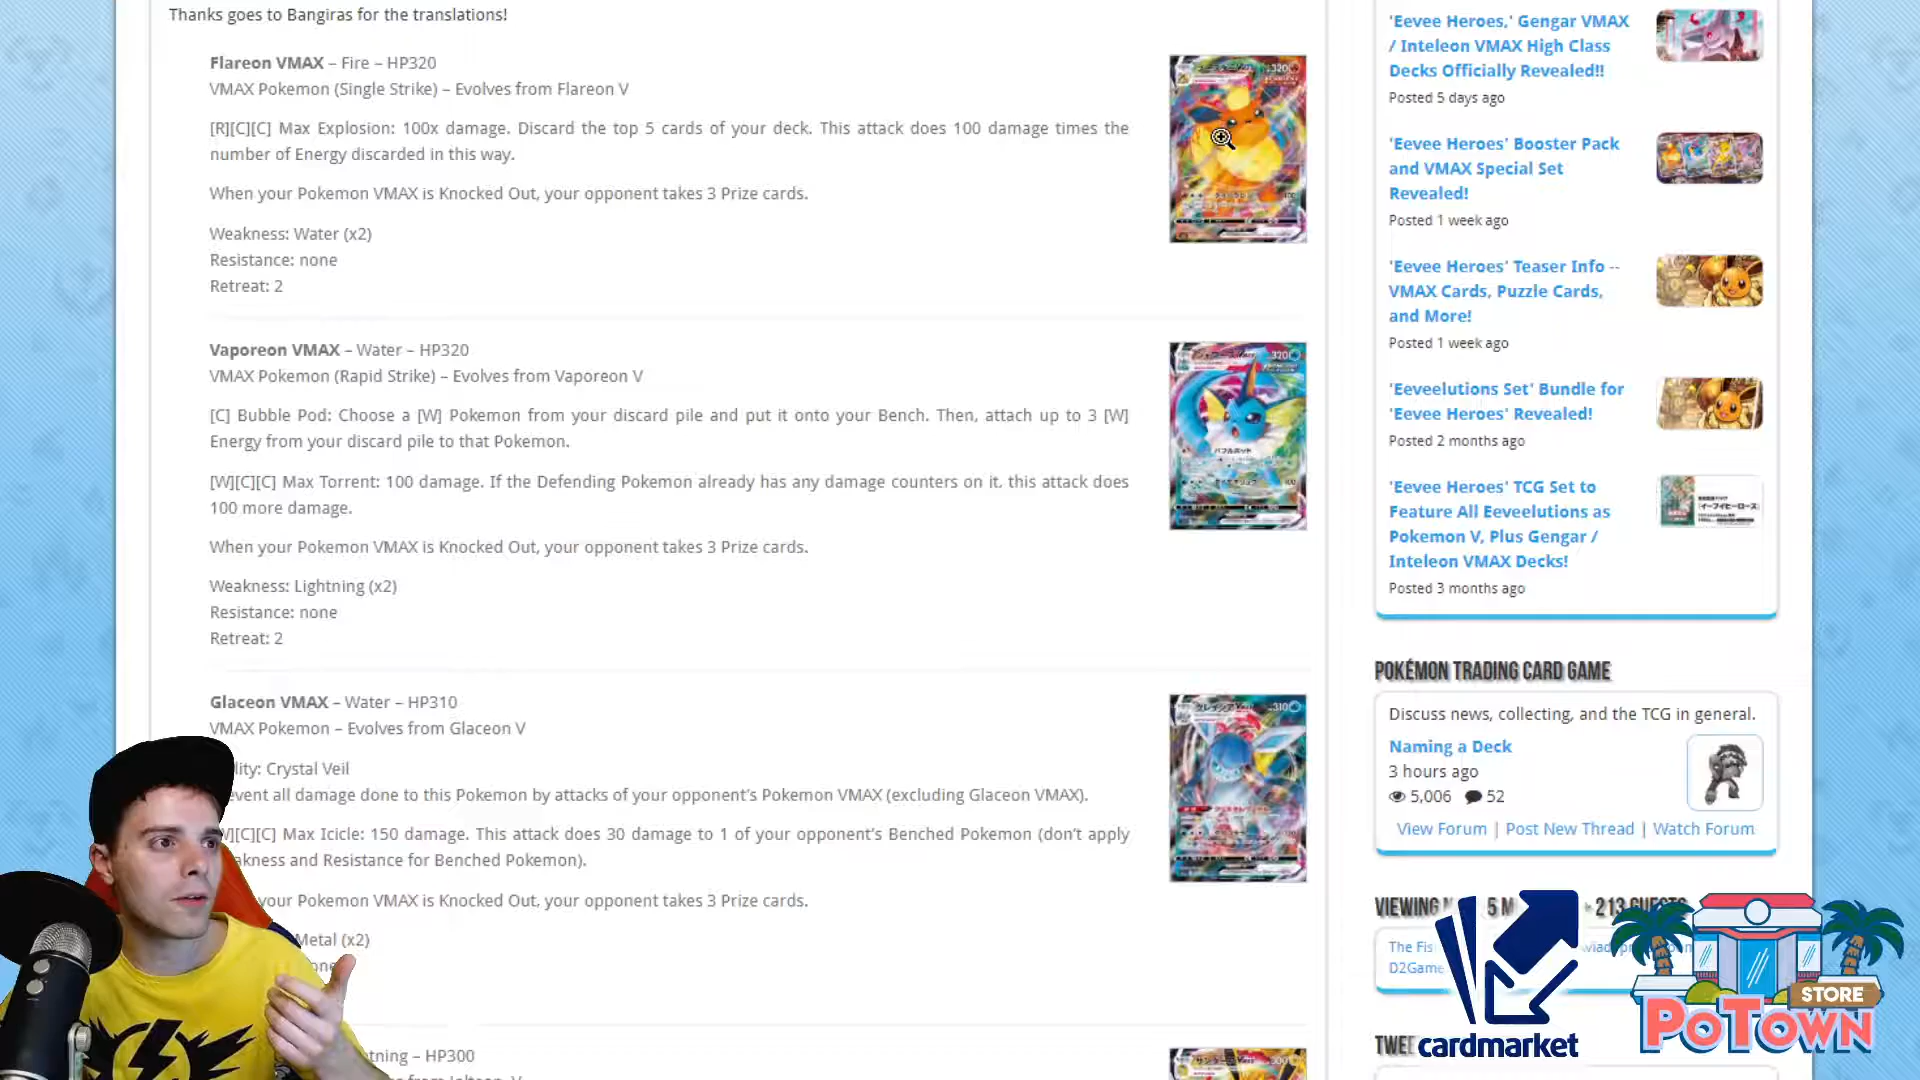 Thanks goes to Bangiras for the translations!
Flareon VMAX – Fire – HP320
VMAX Pokemon (Single Strike) – Evolves from Flareon V
[R][C][C] Max Explosion: 100x damage. Discard the top 5 cards of your deck. This attack does 100 damage times the
number of Energy discarded in this way.
When your Pokemon VMAX is Knocked Out, your opponent takes 3 Prize cards.
Weakness: Water (x2)
Resistance: none
Retreat: 2
Vaporeon VMAX – Water – HP320
VMAX Pokemon (Rapid Strike) – Evolves from Vaporeon V
[C] Bubble Pod: Choose a [W] Pokemon from your discard pile and put it onto your Bench. Then, attach up to 3 [W]
Energy from your discard pile to that Pokemon.
[W][C][C] Max Torrent: 100 damage. If the Defending Pokemon already has any damage counters on it. this attack does
100 more damage.
When your Pokemon VMAX is Knocked Out, your opponent takes 3 Prize cards.
Weakness: Lightning (x2)
Resistance: none
Retreat: 2
Glaceon VMAX – Water – HP310
VMAX Pokemon – Evolves from Glaceon V
lity: Crystal Veil
event all damage done to this Pokemon by attacks of your opponent's Pokemon VMAX (excluding Glaceon VMAX).
][C][C] Max Icicle: 150 damage. This attack does 30 damage to 1 of your opponent's Benched Pokemon (don't apply
akness and Resistance for Benched Pokemon).
your Pokemon VMAX is Knocked Out, your opponent takes 3 Prize cards.
Metal (x2)
one
tning – HP300
'Eevee Heroes,' Gengar VMAX
/ Inteleon VMAX High Class
Decks Officially Revealed!!
Posted 5 days ago
'Eevee Heroes' Booster Pack
and VMAX Special Set
Revealed!
Posted 1 week ago
'Eevee Heroes' Teaser Info --
VMAX Cards, Puzzle Cards,
and More!
Posted 1 week ago
'Eeveelutions Set' Bundle for
'Eevee Heroes' Revealed!
Posted 2 months ago
'Eevee Heroes' TCG Set to
Feature All Eeveelutions as
Pokemon V, Plus Gengar /
Inteleon VMAX Decks!
Posted 3 months ago
POKÉMON TRADING CARD GAME
Discuss news, collecting, and the TCG in general.
Naming a Deck
3 hours ago
5,006 52
View Forum | Post New Thread | Watch Forum
VIEWING 5 M 213 GUESTS
The Fis
D2Game
TWEE
cardmarket
STORE
POTOWN